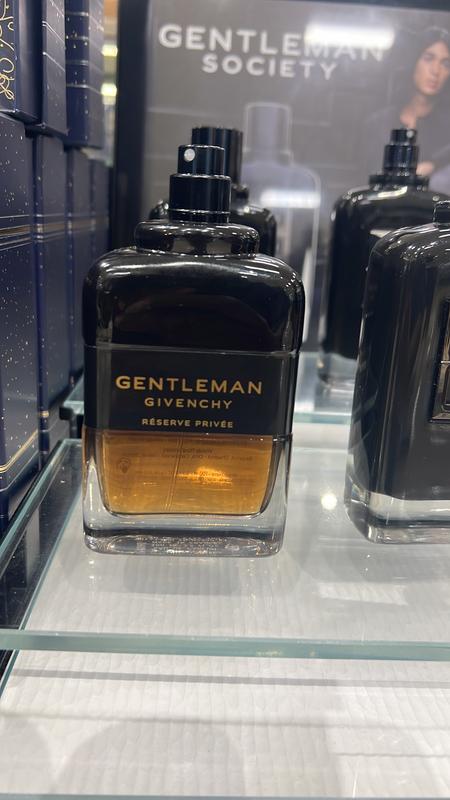 GENTLEMAN
SOCIETY
GENTLEMAN
GIVENCHY
RÉSERVE PRIVÉE